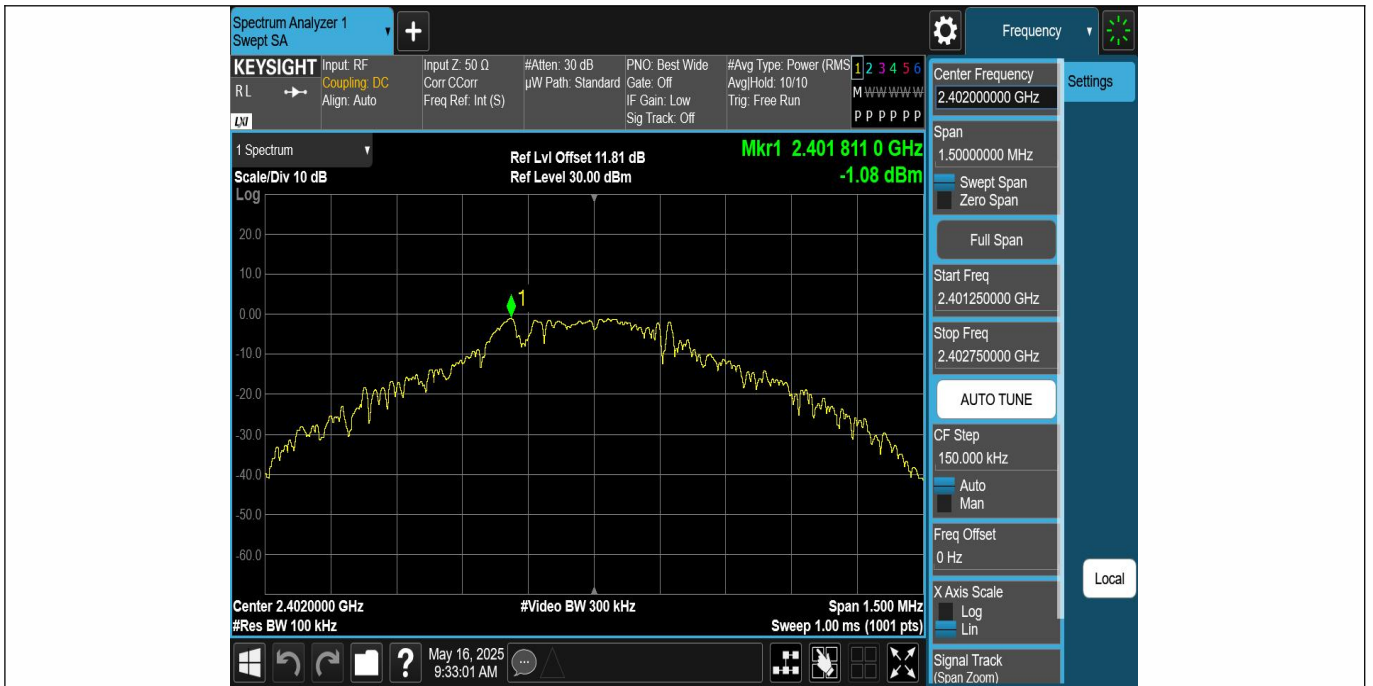 Spectrum Analyzer 1
Swept SA
+
Frequency
KEYSIGHT
RL
LXI
Input: RF
Coupling: DC
Align: Auto
Input Z: 50 Ω
Corr CCorr
Freq Ref: Int (S)
#Atten: 30 dB
µW Path: Standard
PNO: Best Wide
Gate: Off
IF Gain: Low
Sig Track: Off
#Avg Type: Power (RMS
Avg|Hold: 10/10
Trig: Free Run
1 2 3 4 5 6
M W W W W W
P P P P P P
1 Spectrum
Scale/Div 10 dB
Log
Ref Lvl Offset 11.81 dB
Ref Level 30.00 dBm
Mkr1 2.401 811 0 GHz
-1.08 dBm
20.0
10.0
0.00
-10.0
-20.0
-30.0
-40.0
-50.0
-60.0
1
Center 2.4020000 GHz
#Res BW 100 kHz
#Video BW 300 kHz
Span 1.500 MHz
Sweep 1.00 ms (1001 pts)
Center Frequency
2.402000000 GHz
Settings
Span
1.50000000 MHz
Swept Span
Zero Span
Full Span
Start Freq
2.401250000 GHz
Stop Freq
2.402750000 GHz
AUTO TUNE
CF Step
150.000 kHz
Auto
Man
Freq Offset
0 Hz
Local
X Axis Scale
Log
Lin
Signal Track
(Span Zoom)
?
May 16, 2025
9:33:01 AM